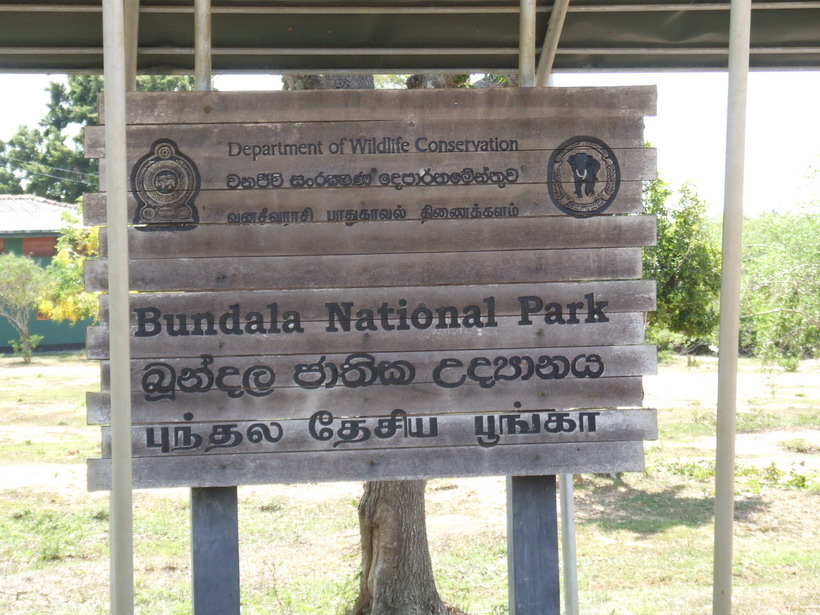 Department of Wildlife Conservation
වනජීවී සංරක්ෂණ දෙපාර්තමේන්තුව
வனசீவராசி பாதுகாவல் திணைக்களம்
Bundala National Park
බූන්දල ජාතික උද්‍යානය
புந்தல தேசிய பூங்கா